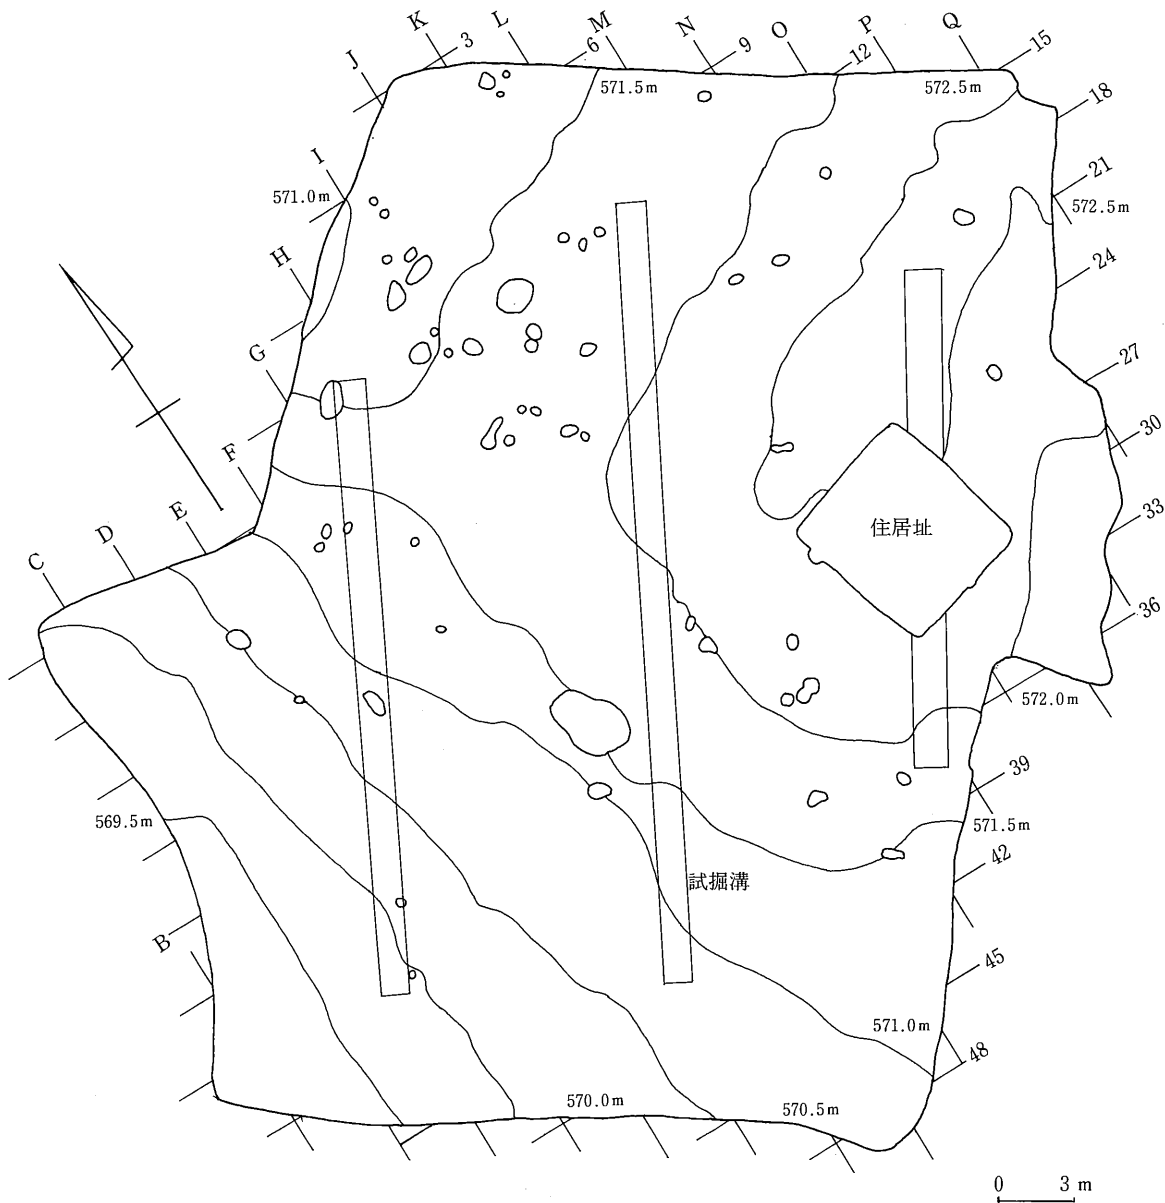 J
K
3
L
6
M
N
9
O
12
P
Q
15
571.5m
572.5m
18
I
571.0m
21
572.5m
H
24
G
27
F
30
E
D
C
住居址
33
36
572.0m
39
569.5m
571.5m
試掘溝
42
B
45
571.0m
48
570.0m
570.5m
0 3 m